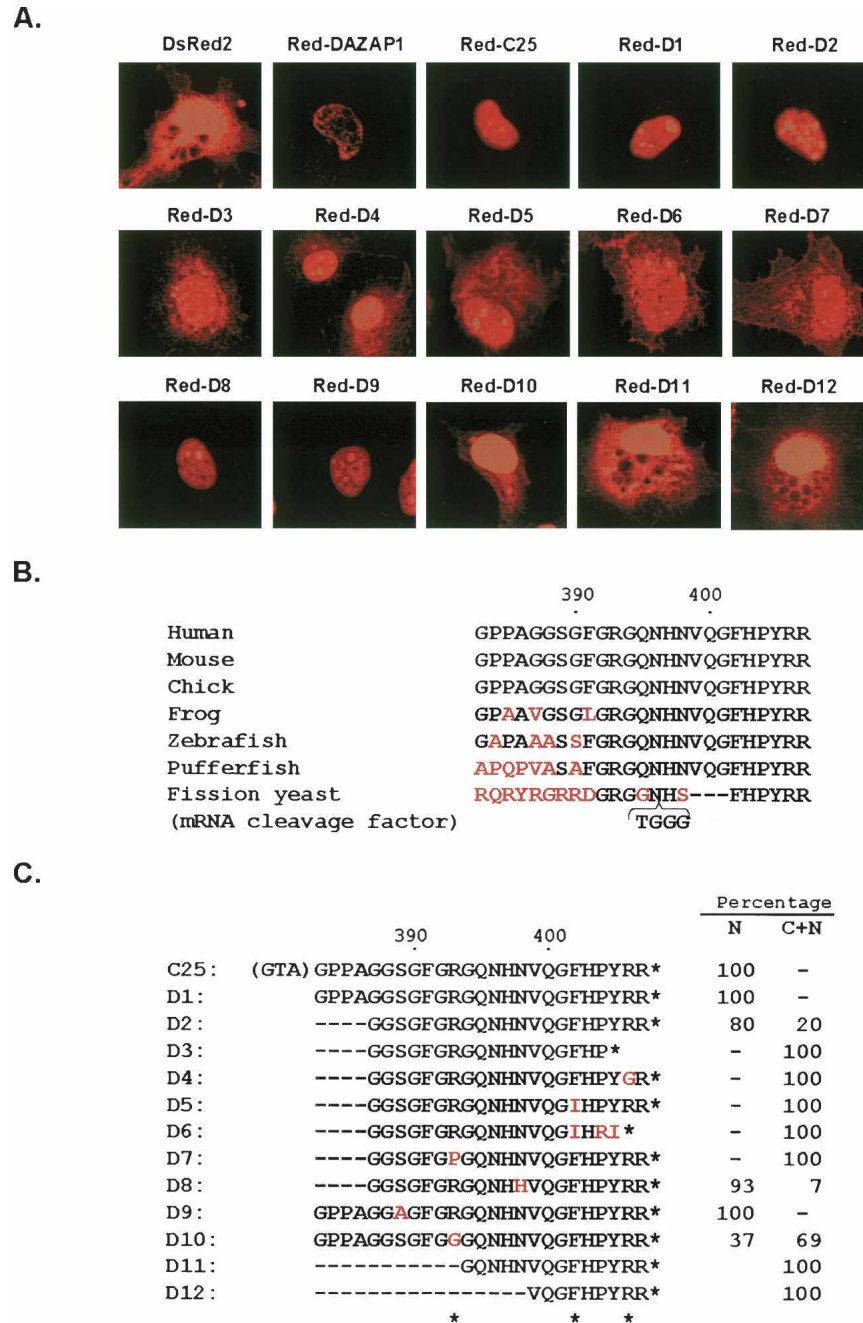 A.
DsRed2 Red-DAZAP1 Red-C25 Red-D1 Red-D2
Red-D3 Red-D4 Red-D5 Red-D6 Red-D7
Red-D8 Red-D9 Red-D10 Red-D11 Red-D12
B.
390 400
Human GPPAGGSGFGRGQNHNVQGFHPYRR
Mouse GPPAGGSGFGRGQNHNVQGFHPYRR
Chick GPPAGGSGFGRGQNHNVQGFHPYRR
Frog GPAAVGSGLGRGQNHNVQGFHPYRR
Zebrafish GAPAAASSFGRGQNHNVQGFHPYRR
Pufferfish APQPVASAFGRGQNHNVQGFHPYRR
Fission yeast RQRYRGRRDGRGGNHS---FHPYRR
(mRNA cleavage factor) TGGG
C.
Percentage
390 400 N C+N
C25: (GTA)GPPAGGSGFGRGQNHNVQGFHPYRR* 100 -
D1: GPPAGGSGFGRGQNHNVQGFHPYRR* 100 -
D2: ----GGSGFGRGQNHNVQGFHPYRR* 80 20
D3: ----GGSGFGRGQNHNVQGFHP* - 100
D4: ----GGSGFGRGQNHNVQGFHPYGR* - 100
D5: ----GGSGFGRGQNHNVQGIHPYRR* - 100
D6: ----GGSGFGRGQNHNVQGIHRI* - 100
D7: ----GGSGFGPGQNHNVQGFHPYRR* - 100
D8: ----GGSGFGRGQNHHVQGFHPYRR* 93 7
D9: GPPAGGAGFGRGQNHNVQGFHPYRR* 100 -
D10: GPPAGGSGFGGGQNHNVQGFHPYRR* 37 69
D11: -----------GQNHNVQGFHPYRR* 100
D12: ----------------VQGFHPYRR* 100
* * *